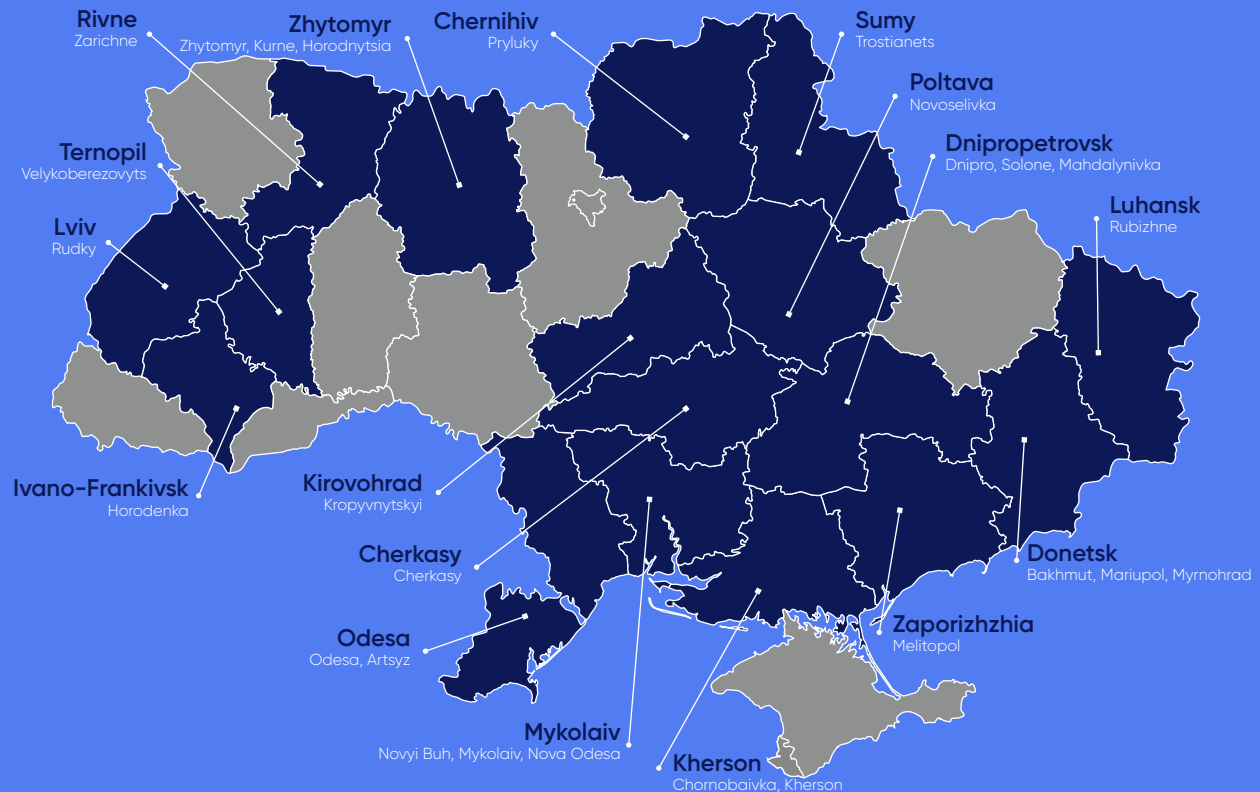 Rivne
Zarichne
Zhytomyr
Zhytomyr, Kurne, Horodnytsia
Chernihiv
Pryluky
Sumy
Trostianets
Poltava
Novoselivka
Ternopil
Velykoberezovyts
Dnipropetrovsk
Dnipro, Solone, Mahdalynivka
Lviv
Rudky
Luhansk
Rubizhne
Ivano-Frankivsk
Horodenka
Kirovohrad
Kropyvnytskyi
Cherkasy
Cherkasy
Donetsk
Bakhmut, Mariupol, Myrnohrad
Odesa
Odesa, Artsyz
Zaporizhzhia
Melitopol
Mykolaiv
Novyi Buh, Mykolaiv, Nova Odesa
Kherson
Chornobaivka, Kherson